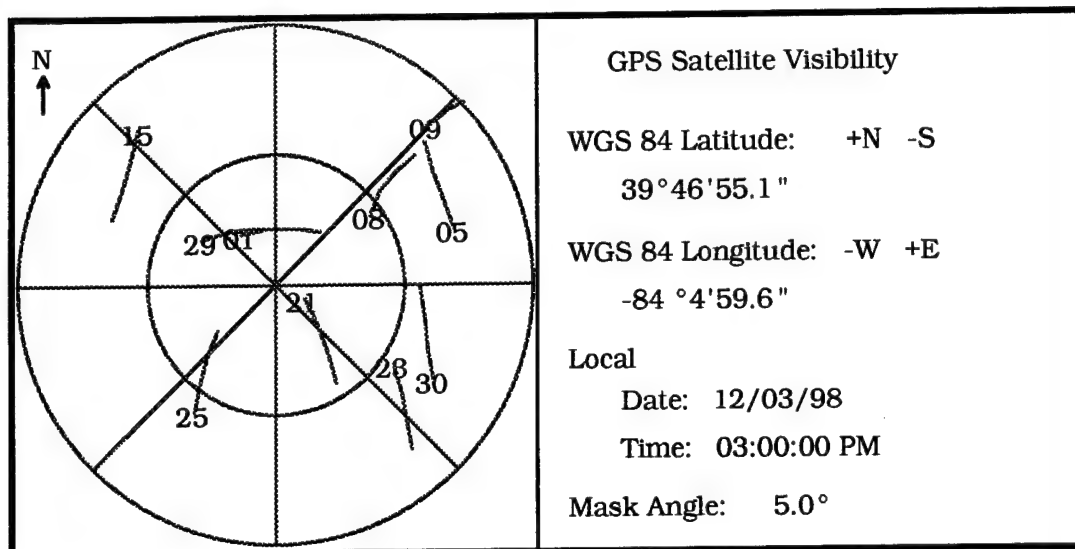 N
15
09
08
05
29 01
21
23
30
25
GPS Satellite Visibility
WGS 84 Latitude: +N -S
39°46'55.1"
WGS 84 Longitude: -W +E
-84 °4'59.6"
Local
Date: 12/03/98
Time: 03:00:00 PM
Mask Angle: 5.0°